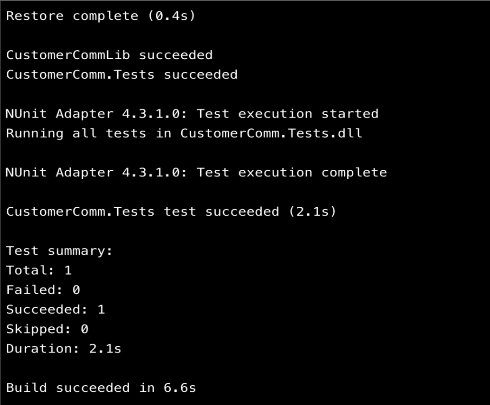 Restore complete (0.4s)
CustomerCommLib succeeded
CustomerComm.Tests succeeded
NUnit Adapter 4.3.1.0: Test execution started
Running all tests in CustomerComm.Tests.dll
NUnit Adapter 4.3.1.0: Test execution complete
CustomerComm.Tests test succeeded (2.1s)
Test summary:
Total: 1
Failed: 0
Succeeded: 1
Skipped: 0
Duration: 2.1s
Build succeeded in 6.6s